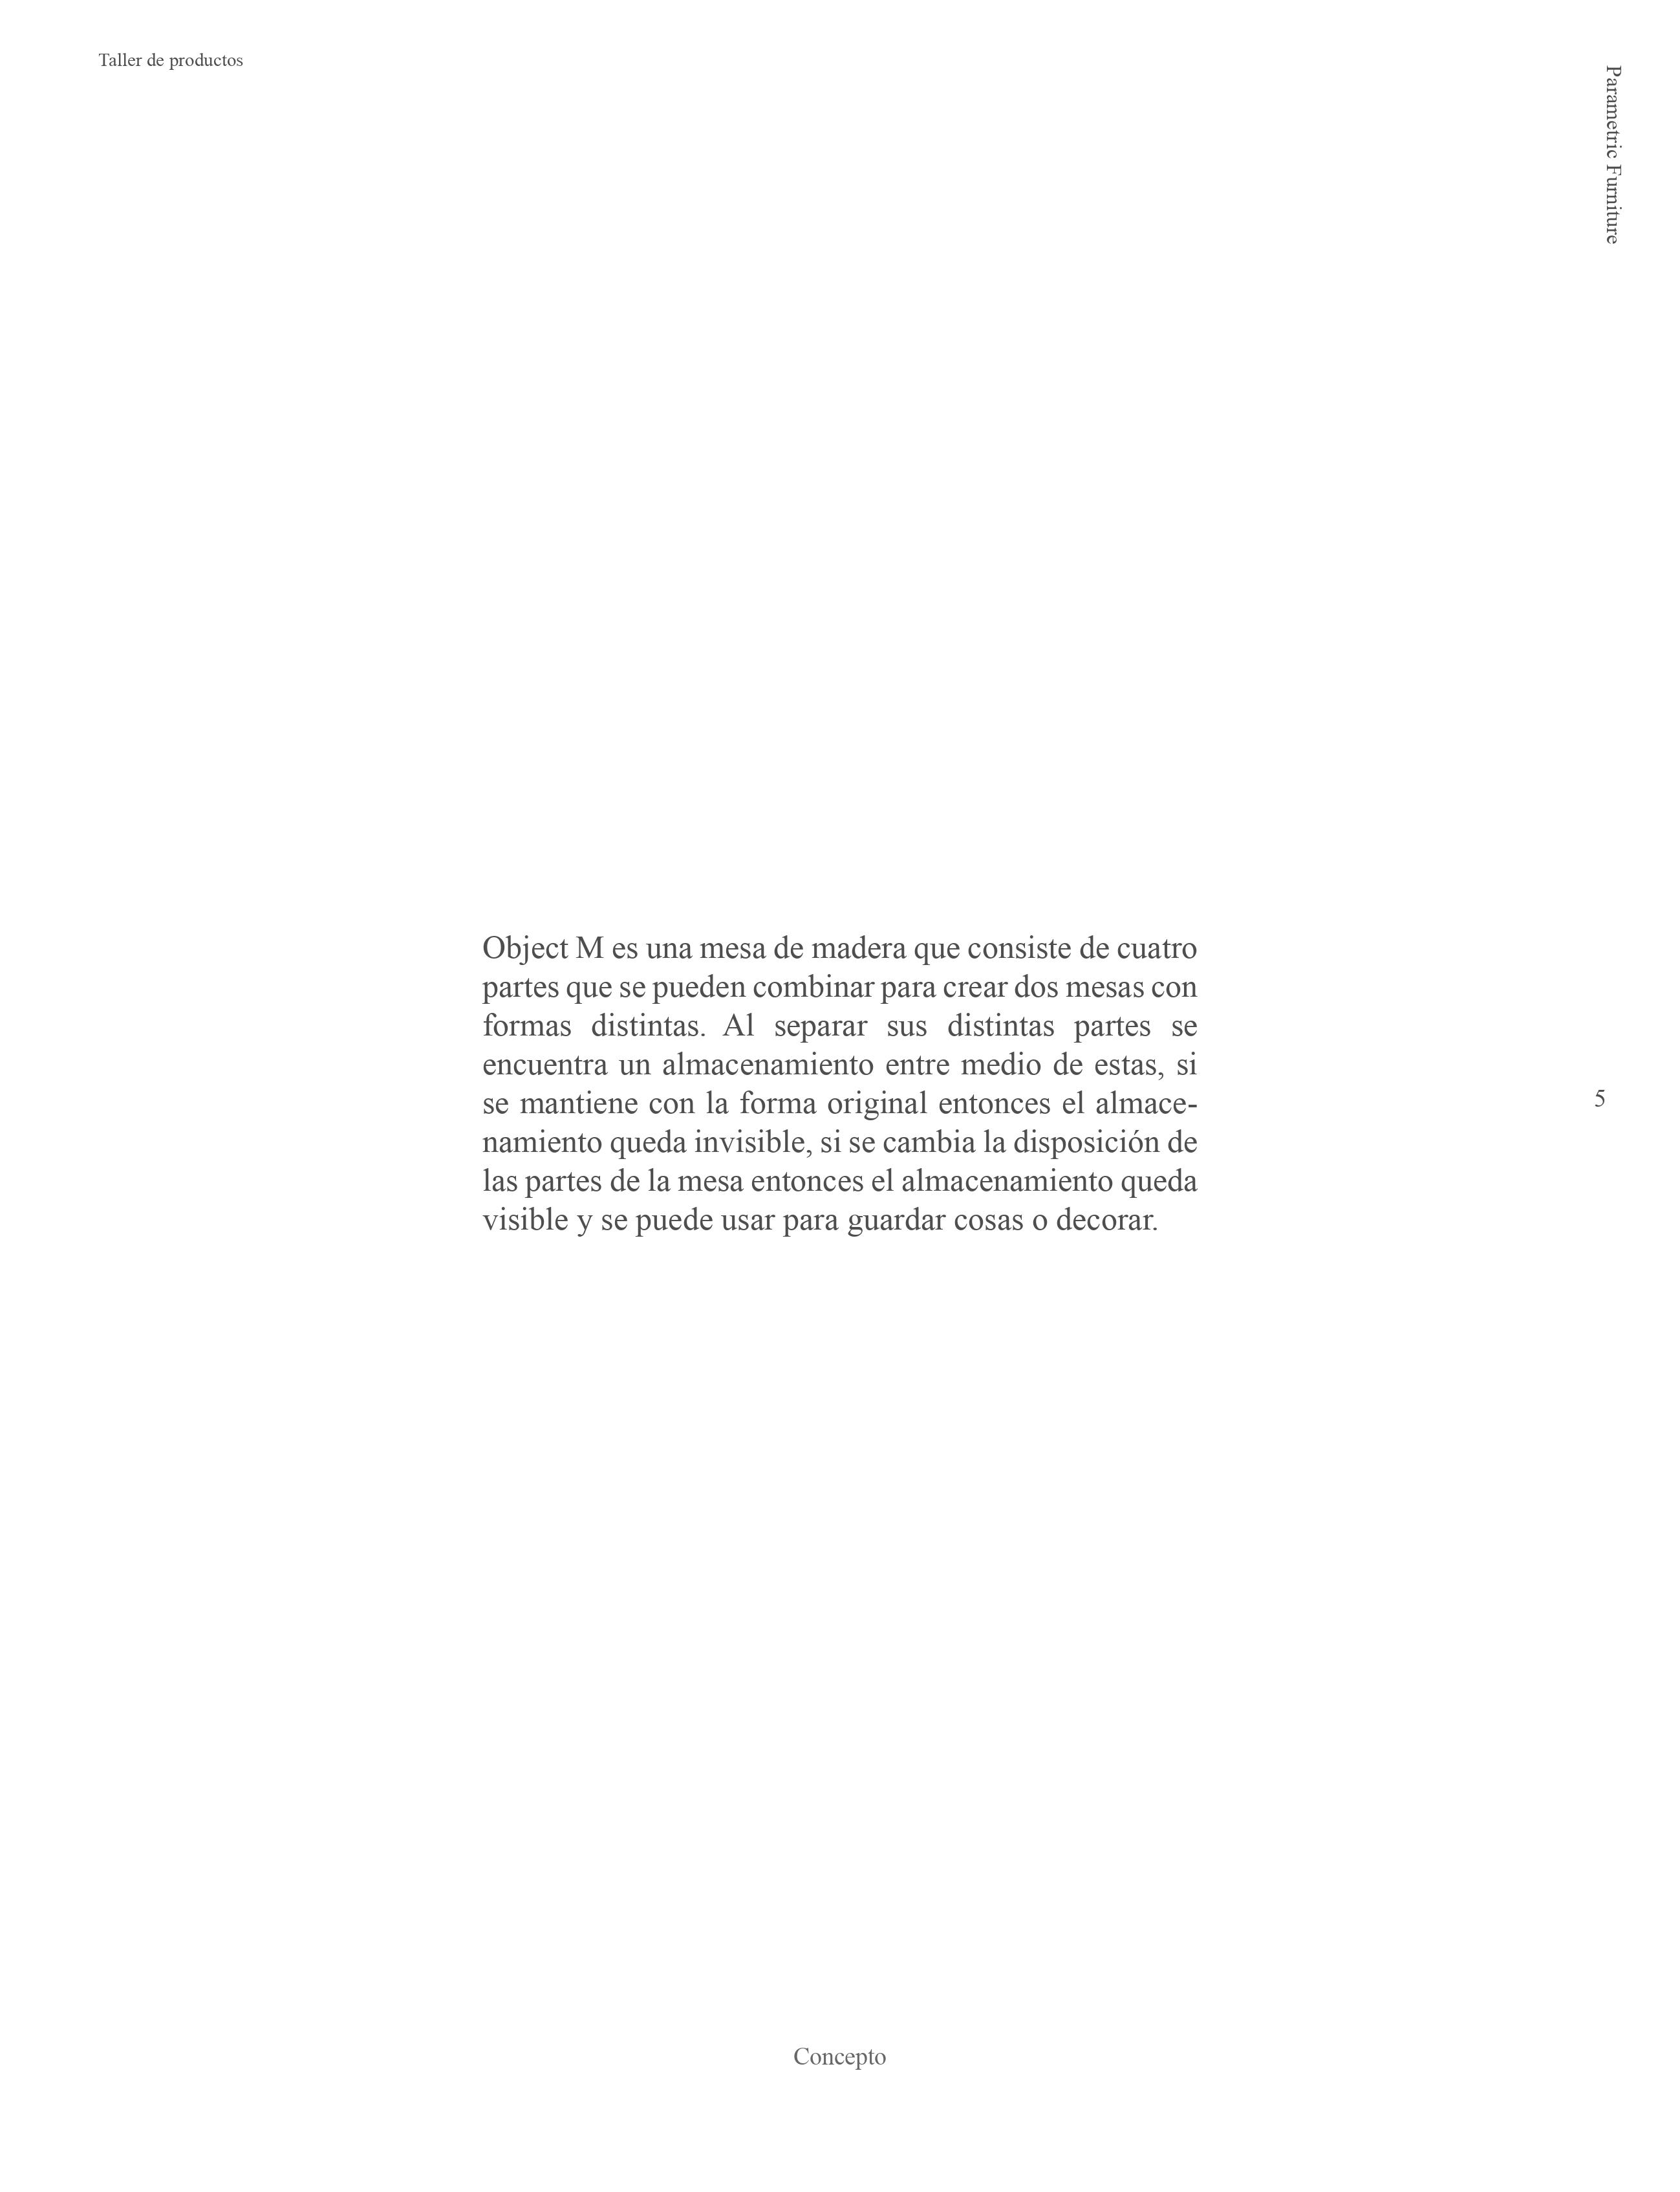 Taller de productos
Parametric Furniture
Object M es una mesa de madera que consiste de cuatro
partes que se pueden combinar para crear dos mesas con
formas distintas. Al separar sus distintas partes se
encuentra un almacenamiento entre medio de estas, si
se mantiene con la forma original entonces el almace-
namiento queda invisible, si se cambia la disposición de
las partes de la mesa entonces el almacenamiento queda
visible y se puede usar para guardar cosas o decorar.
5
Concepto